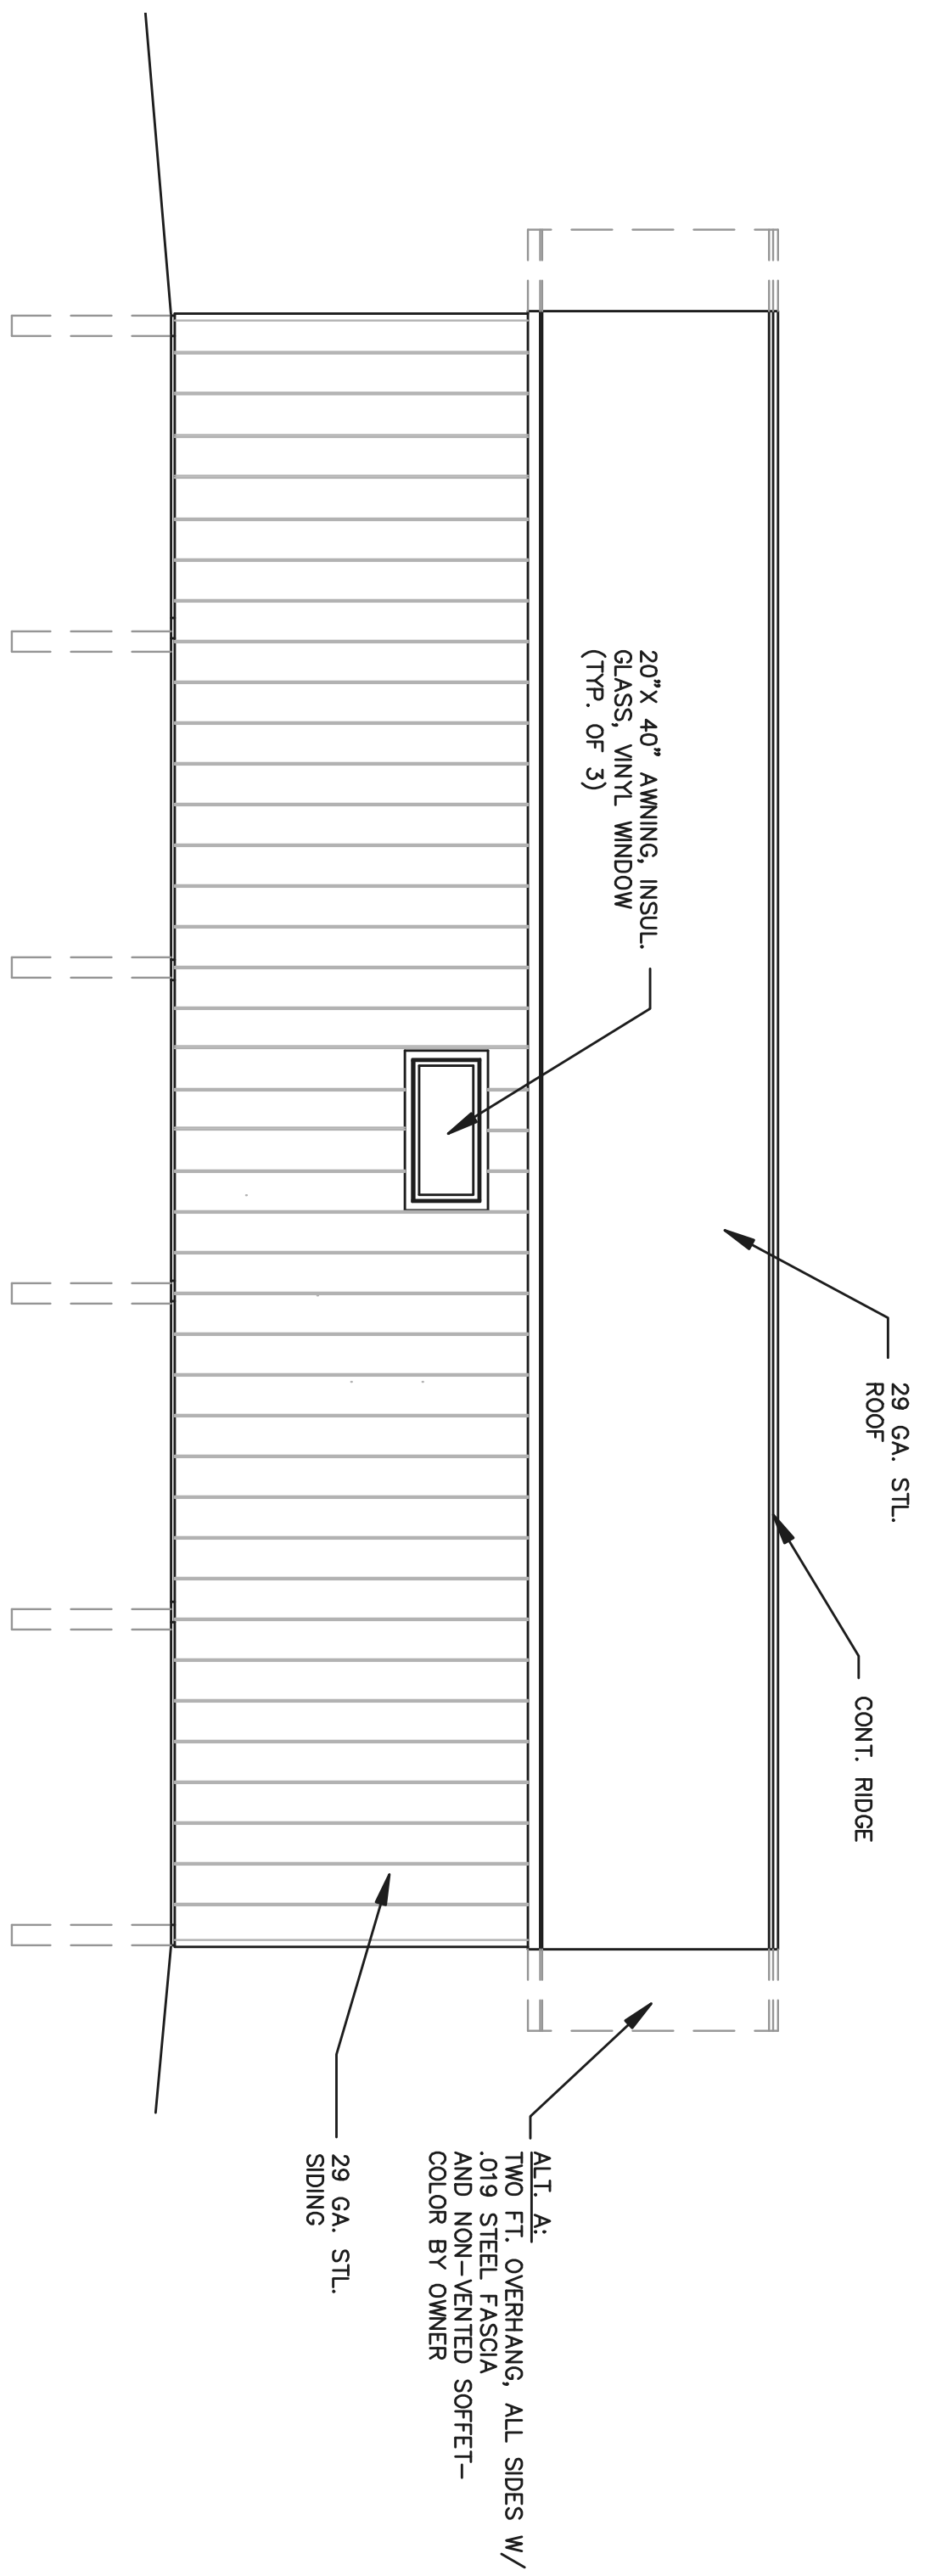 29 GA. STL.
ROOF
CONT. RIDGE
20"X 40" AWNING, INSUL.
GLASS, VINYL WINDOW
(TYP. OF 3)
ALT. A:
TWO FT. OVERHANG, ALL SIDES W/
.019 STEEL FASCIA
AND NON-VENTED SOFFET-
COLOR BY OWNER
29 GA. STL.
SIDING